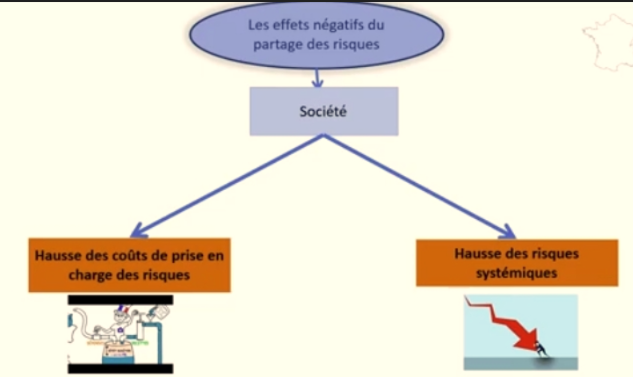 Les effets négatifs du
partage des risques
Société
Hausse des coûts de prise en
charge des risques
Hausse des risques
systémiques